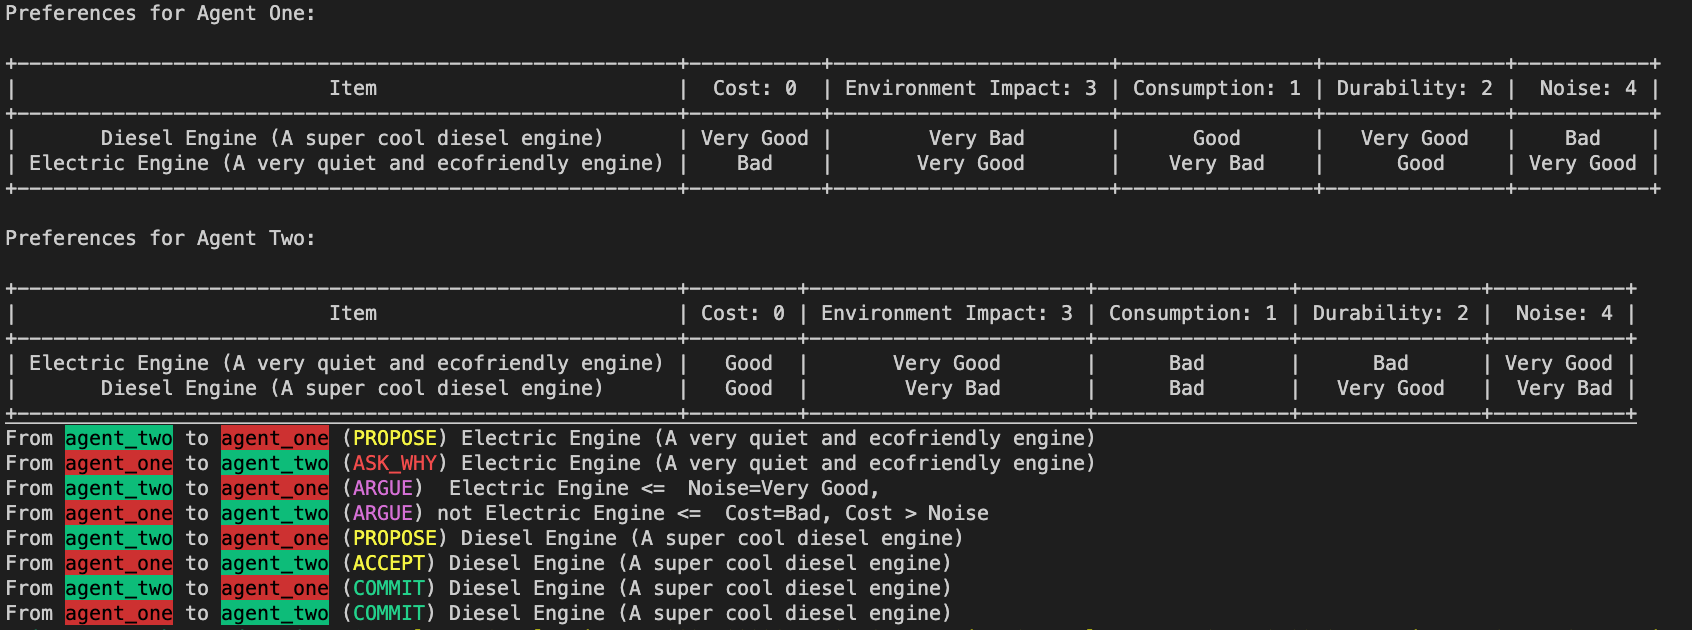 Preferences for Agent One:
+-------------------------------------------------------+------------+-----------------------+----------------+---------------+-----------+
| Item | Cost: 0 | Environment Impact: 3 | Consumption: 1 | Durability: 2 | Noise: 4 |
+-------------------------------------------------------+------------+-----------------------+----------------+---------------+-----------+
| Diesel Engine (A super cool diesel engine) | Very Good | Very Bad | Good | Very Good | Bad |
| Electric Engine (A very quiet and ecofriendly engine) | Bad | Very Good | Very Bad | Good | Very Good |
+-------------------------------------------------------+------------+-----------------------+----------------+---------------+-----------+
Preferences for Agent Two:
+-------------------------------------------------------+---------+-----------------------+----------------+---------------+-----------+
| Item | Cost: 0 | Environment Impact: 3 | Consumption: 1 | Durability: 2 | Noise: 4 |
+-------------------------------------------------------+---------+-----------------------+----------------+---------------+-----------+
| Electric Engine (A very quiet and ecofriendly engine) | Good | Very Good | Bad | Bad | Very Good |
| Diesel Engine (A super cool diesel engine) | Good | Very Bad | Bad | Very Good | Very Bad |
+-------------------------------------------------------+---------+-----------------------+----------------+---------------+-----------+
From agent_two to agent_one (PROPOSE) Electric Engine (A very quiet and ecofriendly engine)
From agent_one to agent_two (ASK_WHY) Electric Engine (A very quiet and ecofriendly engine)
From agent_two to agent_one (ARGUE) Electric Engine <= Noise=Very Good,
From agent_one to agent_two (ARGUE) not Electric Engine <= Cost=Bad, Cost > Noise
From agent_two to agent_one (PROPOSE) Diesel Engine (A super cool diesel engine)
From agent_one to agent_two (ACCEPT) Diesel Engine (A super cool diesel engine)
From agent_two to agent_one (COMMIT) Diesel Engine (A super cool diesel engine)
From agent_one to agent_two (COMMIT) Diesel Engine (A super cool diesel engine)